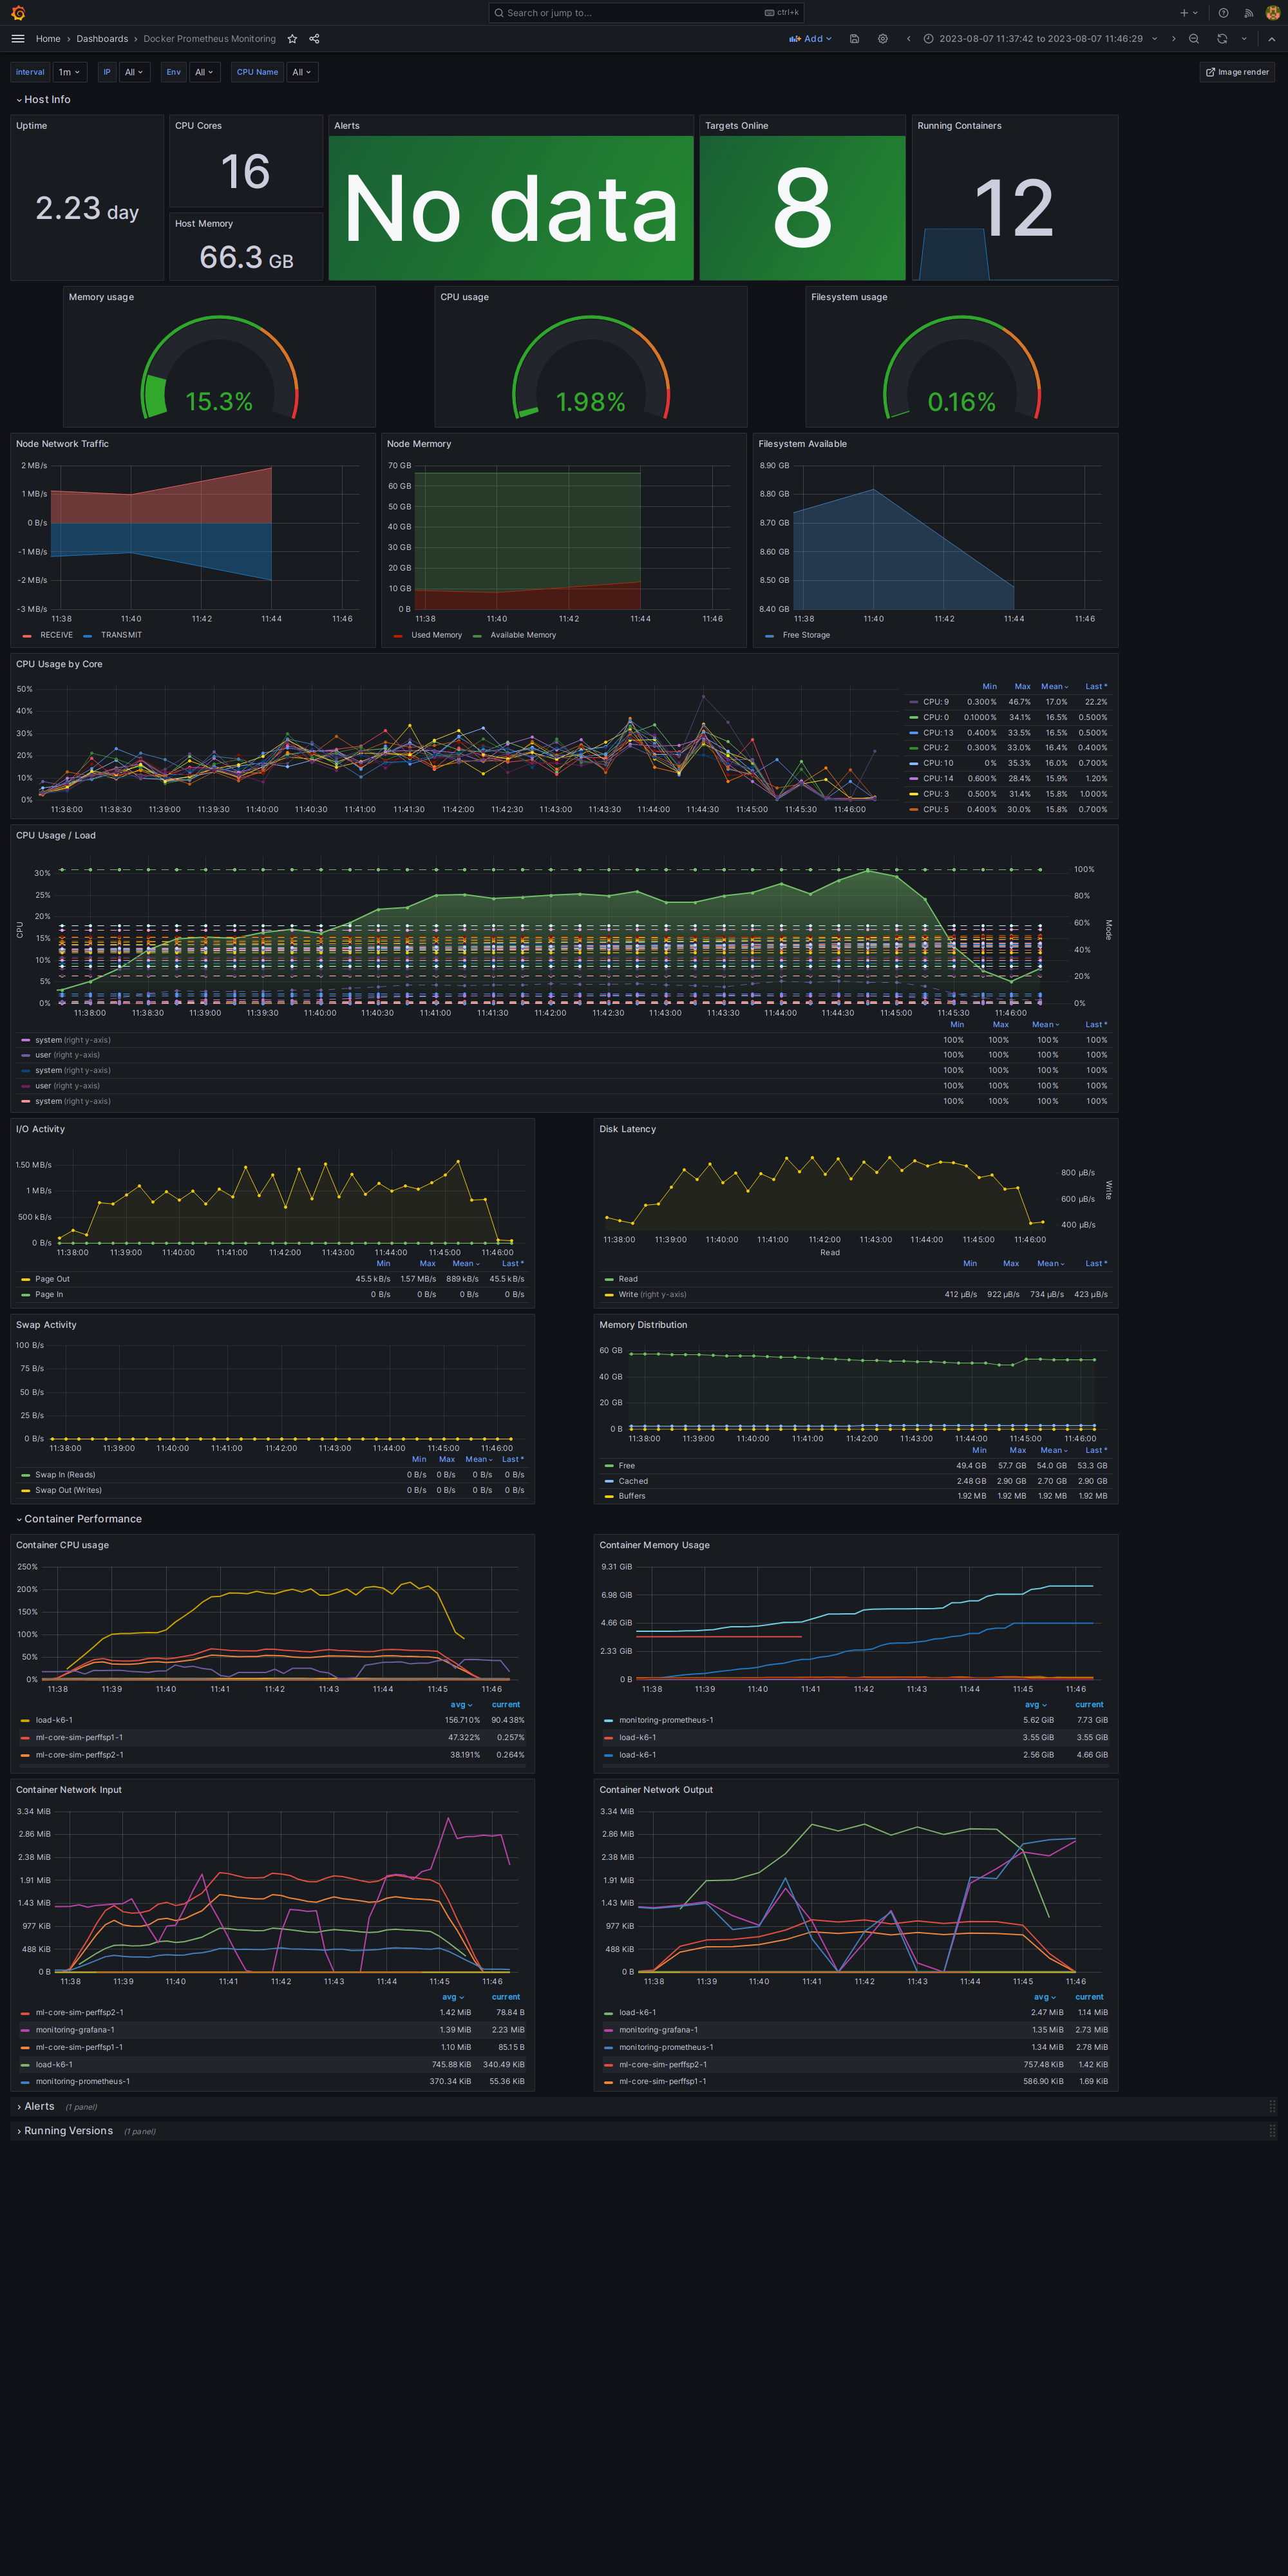 Search or jump to... ctrl+k
Home › Dashboards › Docker Prometheus Monitoring Add 2023-08-07 11:37:42 to 2023-08-07 11:46:29
interval 1m IP All Env All CPU Name All Image render
Host Info
Uptime CPU Cores Alerts Targets Online Running Containers
2.23 day 16 No data 8 12
Host Memory
66.3 GB
Memory usage CPU usage Filesystem usage
15.3% 1.98% 0.16%
Node Network Traffic
2 MB/s
1 MB/s
0 B/s
-1 MB/s
-2 MB/s
-3 MB/s
11:38 11:40 11:42 11:44 11:46
RECEIVE TRANSMIT
Node Mermory
70 GB
60 GB
50 GB
40 GB
30 GB
20 GB
10 GB
0 B
11:38 11:40 11:42 11:44 11:46
Used Memory Available Memory
Filesystem Available
8.90 GB
8.80 GB
8.70 GB
8.60 GB
8.50 GB
8.40 GB
11:38 11:40 11:42 11:44 11:46
Free Storage
CPU Usage by Core
50%
40%
30%
20%
10%
0%
11:38:00 11:38:30 11:39:00 11:39:30 11:40:00 11:40:30 11:41:00 11:41:30 11:42:00 11:42:30 11:43:00 11:43:30 11:44:00 11:44:30 11:45:00 11:45:30 11:46:00
Min Max Mean Last *
CPU: 9 0.300% 46.7% 17.0% 22.2%
CPU: 0 0.1000% 34.1% 16.5% 0.500%
CPU: 13 0.400% 33.5% 16.5% 0.500%
CPU: 2 0.300% 33.0% 16.4% 0.400%
CPU: 10 0% 35.3% 16.0% 0.700%
CPU: 14 0.600% 28.4% 15.9% 1.20%
CPU: 3 0.500% 31.4% 15.8% 1.000%
CPU: 5 0.400% 30.0% 15.8% 0.700%
CPU Usage / Load
CPU
30%
25%
20%
15%
10%
5%
0%
100%
80%
60%
40%
20%
0%
Mode
11:38:00 11:38:30 11:39:00 11:39:30 11:40:00 11:40:30 11:41:00 11:41:30 11:42:00 11:42:30 11:43:00 11:43:30 11:44:00 11:44:30 11:45:00 11:45:30 11:46:00
Min Max Mean Last *
system (right y-axis) 100% 100% 100% 100%
user (right y-axis) 100% 100% 100% 100%
system (right y-axis) 100% 100% 100% 100%
user (right y-axis) 100% 100% 100% 100%
system (right y-axis) 100% 100% 100% 100%
I/O Activity
1.50 MB/s
1 MB/s
500 kB/s
0 B/s
11:38:00 11:39:00 11:40:00 11:41:00 11:42:00 11:43:00 11:44:00 11:45:00 11:46:00
Min Max Mean Last *
Page Out 45.5 kB/s 1.57 MB/s 889 kB/s 45.5 kB/s
Page In 0 B/s 0 B/s 0 B/s 0 B/s
Disk Latency
800 µB/s
600 µB/s
400 µB/s
Write
11:38:00 11:39:00 11:40:00 11:41:00 11:42:00 11:43:00 11:44:00 11:45:00 11:46:00
Read
Min Max Mean Last *
Read
Write (right y-axis) 412 µB/s 922 µB/s 734 µB/s 423 µB/s
Swap Activity
100 B/s
75 B/s
50 B/s
25 B/s
0 B/s
11:38:00 11:39:00 11:40:00 11:41:00 11:42:00 11:43:00 11:44:00 11:45:00 11:46:00
Min Max Mean Last *
Swap In (Reads) 0 B/s 0 B/s 0 B/s 0 B/s
Swap Out (Writes) 0 B/s 0 B/s 0 B/s 0 B/s
Memory Distribution
60 GB
40 GB
20 GB
0 B
11:38:00 11:39:00 11:40:00 11:41:00 11:42:00 11:43:00 11:44:00 11:45:00 11:46:00
Min Max Mean Last *
Free 49.4 GB 57.7 GB 54.0 GB 53.3 GB
Cached 2.48 GB 2.90 GB 2.70 GB 2.90 GB
Buffers 1.92 MB 1.92 MB 1.92 MB 1.92 MB
Container Performance
Container CPU usage
250%
200%
150%
100%
50%
0%
11:38 11:39 11:40 11:41 11:42 11:43 11:44 11:45 11:46
avg current
load-k6-1 156.710% 90.438%
ml-core-sim-perffsp1-1 47.322% 0.257%
ml-core-sim-perffsp2-1 38.191% 0.264%
Container Memory Usage
9.31 GiB
6.98 GiB
4.66 GiB
2.33 GiB
0 B
11:38 11:39 11:40 11:41 11:42 11:43 11:44 11:45 11:46
avg current
monitoring-prometheus-1 5.62 GiB 7.73 GiB
load-k6-1 3.55 GiB 3.55 GiB
load-k6-1 2.56 GiB 4.66 GiB
Container Network Input
3.34 MiB
2.86 MiB
2.38 MiB
1.91 MiB
1.43 MiB
977 KiB
488 KiB
0 B
11:38 11:39 11:40 11:41 11:42 11:43 11:44 11:45 11:46
avg current
ml-core-sim-perffsp2-1 1.42 MiB 78.84 B
monitoring-grafana-1 1.39 MiB 2.23 MiB
ml-core-sim-perffsp1-1 1.10 MiB 85.15 B
load-k6-1 745.88 KiB 340.49 KiB
monitoring-prometheus-1 370.34 KiB 55.36 KiB
Container Network Output
3.34 MiB
2.86 MiB
2.38 MiB
1.91 MiB
1.43 MiB
977 KiB
488 KiB
0 B
11:38 11:39 11:40 11:41 11:42 11:43 11:44 11:45 11:46
avg current
load-k6-1 2.47 MiB 1.14 MiB
monitoring-grafana-1 1.35 MiB 2.73 MiB
monitoring-prometheus-1 1.34 MiB 2.78 MiB
ml-core-sim-perffsp2-1 757.48 KiB 1.42 KiB
ml-core-sim-perffsp1-1 586.90 KiB 1.69 KiB
Alerts (1 panel)
Running Versions (1 panel)